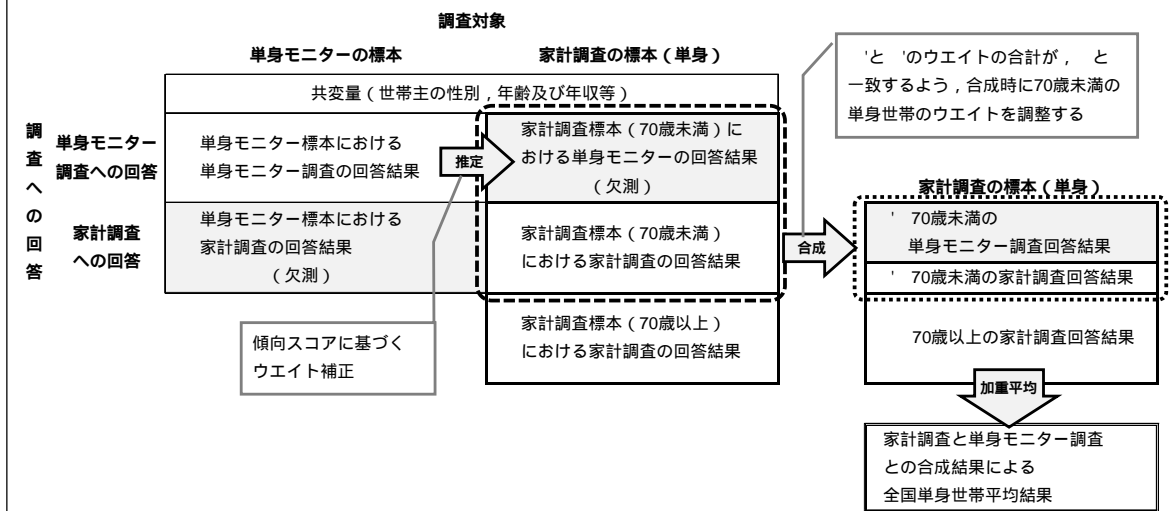 調査対象
単身モニターの標本
家計調査の標本（単身）
'と　'のウエイトの合計が，　と
一致するよう，合成時に70歳未満の
単身世帯のウエイトを調整する
共変量（世帯主の性別，年齢及び年収等）
調査への回答
単身モニター
調査への回答
単身モニター標本における
単身モニター調査の回答結果
推定
家計調査標本（70歳未満）に
おける単身モニターの回答結果
（欠測）
家計調査
への回答
単身モニター標本における
家計調査の回答結果
（欠測）
家計調査標本（70歳未満）
における家計調査の回答結果
合成
家計調査の標本（単身）
'　70歳未満の
単身モニター調査回答結果
'　70歳未満の家計調査回答結果
70歳以上の家計調査回答結果
家計調査標本（70歳以上）
における家計調査の回答結果
傾向スコアに基づく
ウエイト補正
加重平均
家計調査と単身モニター調査
との合成結果による
全国単身世帯平均結果